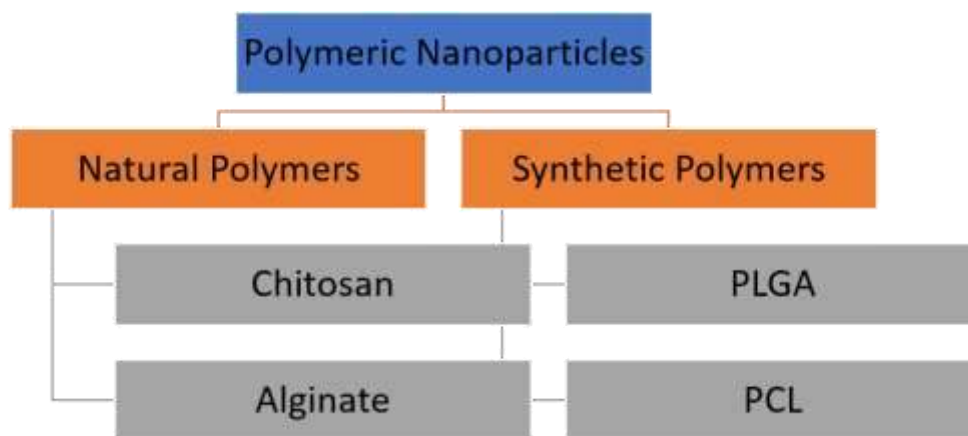 Polymeric Nanoparticles
Natural Polymers
Synthetic Polymers
Chitosan
PLGA
Alginate
PCL